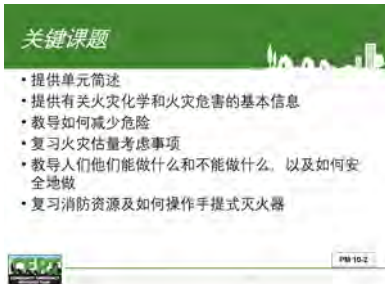 关键课题
• 提供单元简述
• 提供有关火灾化学和火灾危害的基本信息
• 教导如何减少危险
• 复习火灾估量考虑事项
• 教导人们他们能做什么和不能做什么，以及如何安
全地做
• 复习消防资源及如何操作手提式灭火器
PM 10-2
CERT